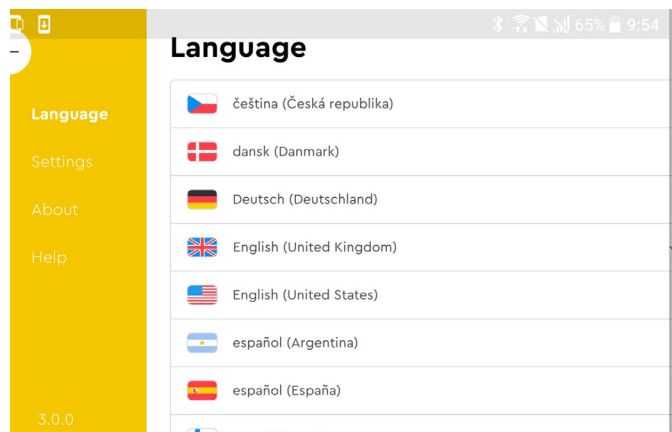 65% 9:54
Language
Language
Settings
About
Help
3.0.0
čeština (Česká republika)
dansk (Danmark)
Deutsch (Deutschland)
English (United Kingdom)
English (United States)
español (Argentina)
español (España)